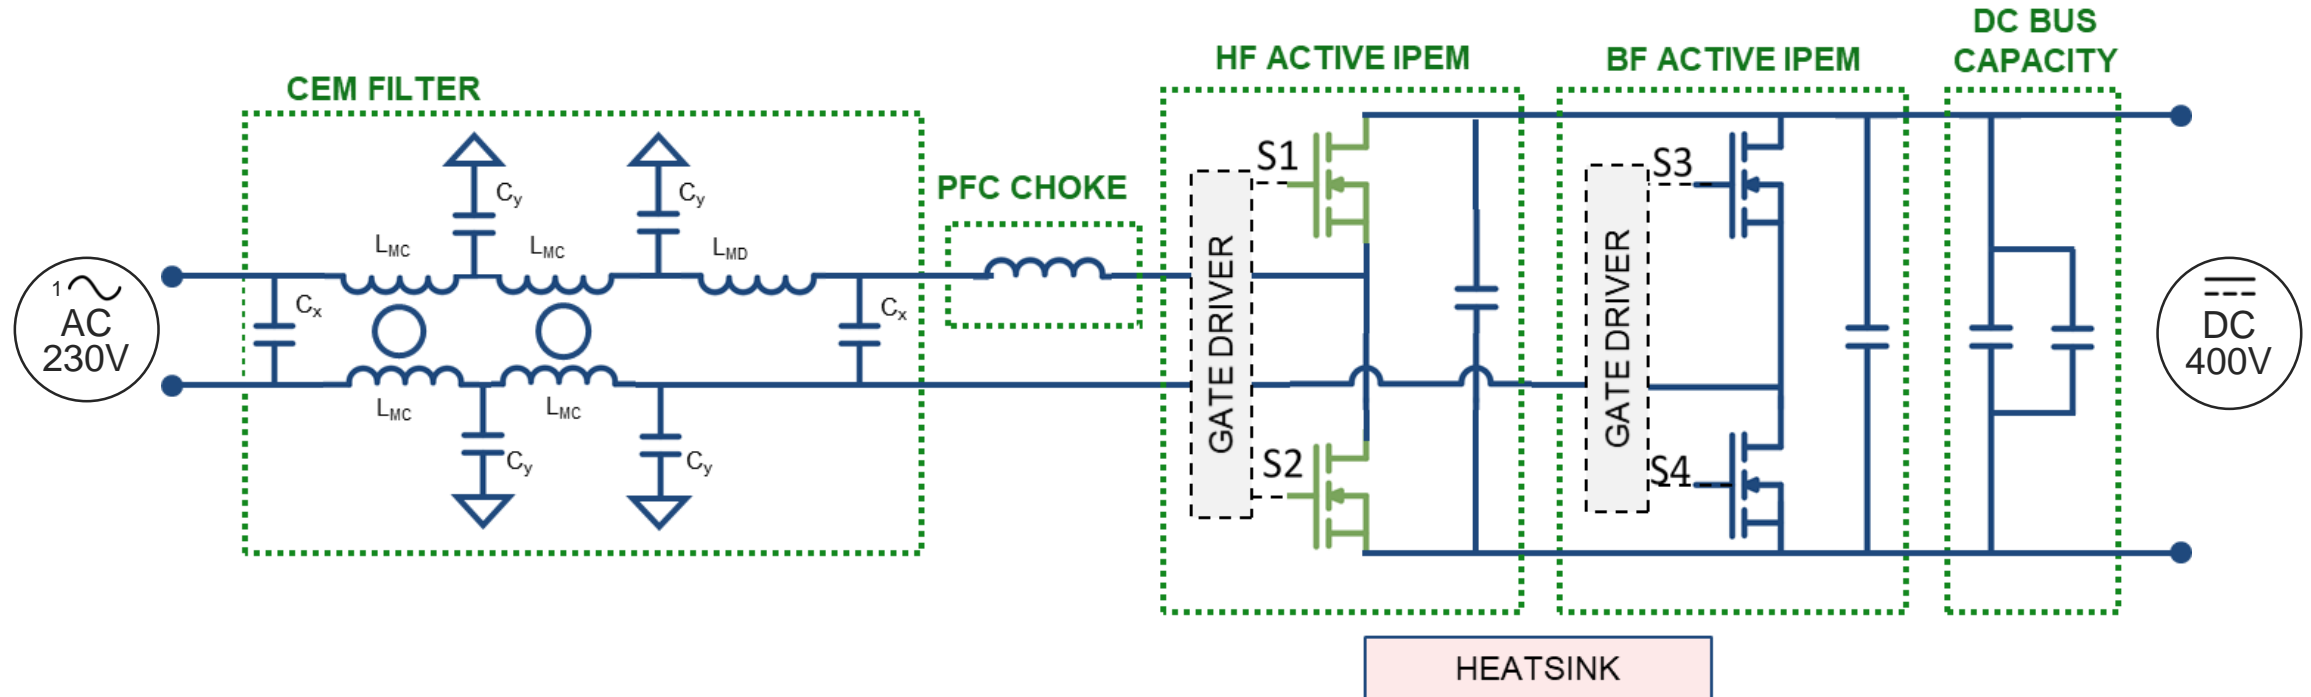 CEM FILTER
PFC CHOKE
HF ACTIVE IPEM
BF ACTIVE IPEM
DC BUS
CAPACITY
1
AC
230V
Cx
LMC
LMC
Cy
LMC
LMC
Cy
Cy
Cy
LMD
Cx
GATE DRIVER
S1
S2
GATE DRIVER
S3
S4
DC
400V
HEATSINK